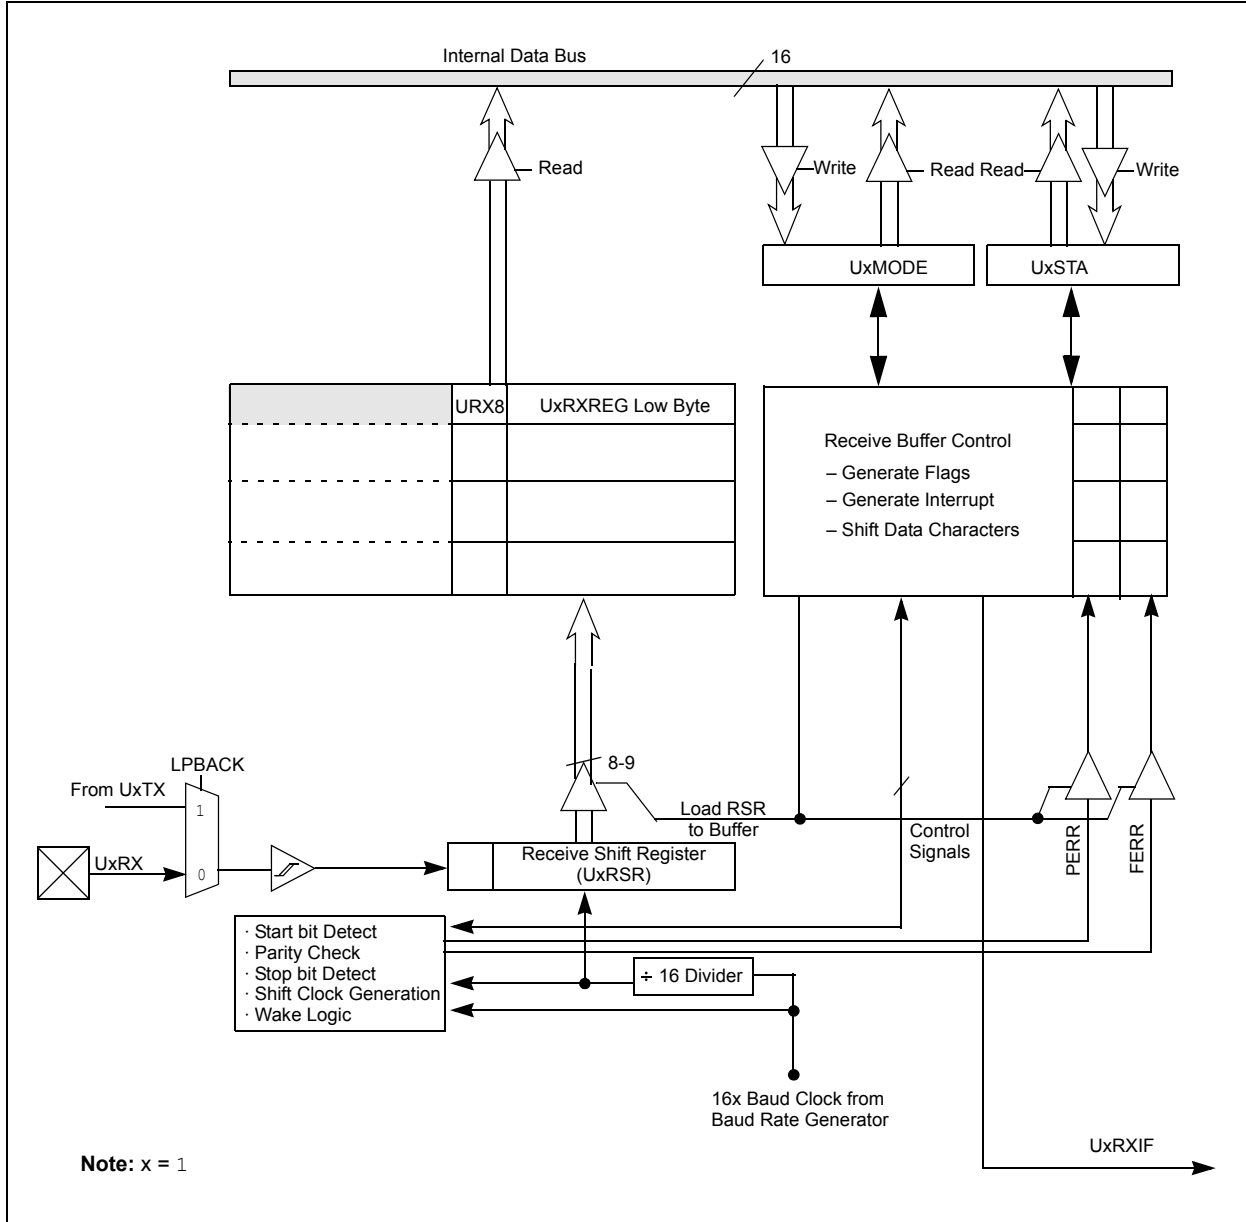 Internal Data Bus
16
Read
Write
Read Read
Write
UxMODE
UxSTA
URX8
UxRXREG Low Byte
Receive Buffer Control
– Generate Flags
– Generate Interrupt
– Shift Data Characters
LPBACK
From UxTX
1
UxRX
0
8-9
Load RSR
to Buffer
Control
Signals
PERR
FERR
Receive Shift Register
(UxRSR)
· Start bit Detect
· Parity Check
· Stop bit Detect
· Shift Clock Generation
· Wake Logic
÷ 16 Divider
16x Baud Clock from
Baud Rate Generator
UxRXIF
Note: x = 1